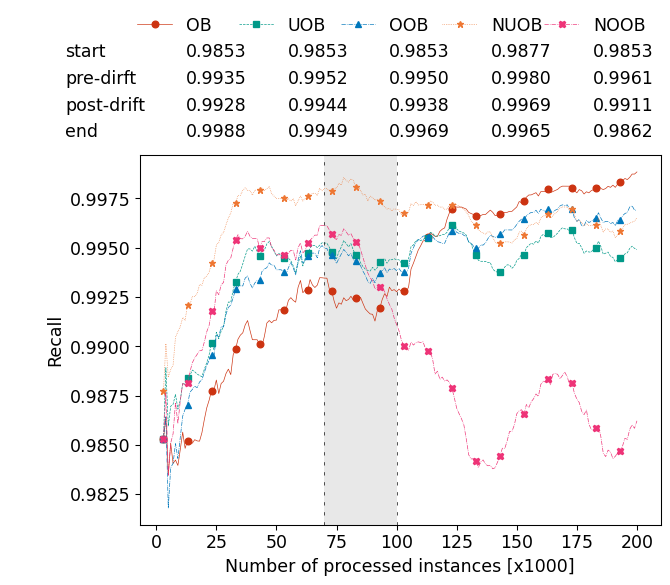 OB UOB OOB NUOB NOOB
start 0.9853 0.9853 0.9853 0.9877 0.9853
pre-dirft 0.9935 0.9952 0.9950 0.9980 0.9961
post-drift 0.9928 0.9944 0.9938 0.9969 0.9911
end 0.9988 0.9949 0.9969 0.9965 0.9862
0.9975
0.9950
0.9925
0.9900
0.9875
0.9850
0.9825
Recall
0 25 50 75 100 125 150 175 200
Number of processed instances [x1000]